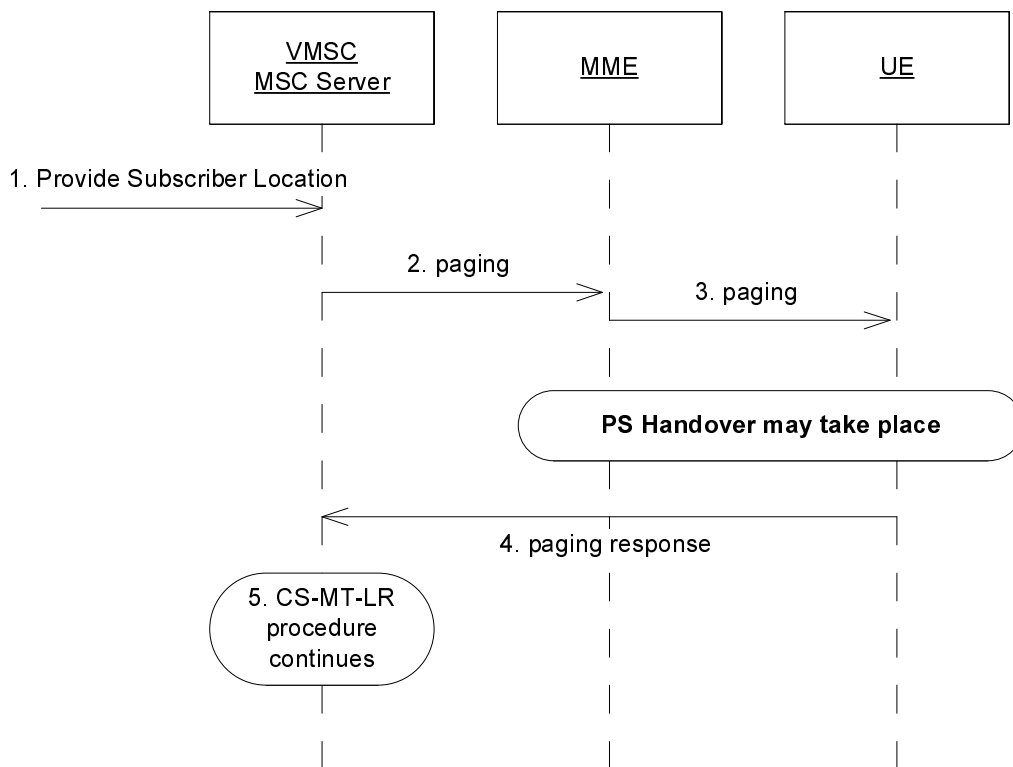 VMSC
MSC Server
MME
UE
1. Provide Subscriber Location
2. paging
3. paging
PS Handover may take place
4. paging response
5. CS-MT-LR
procedure
continues